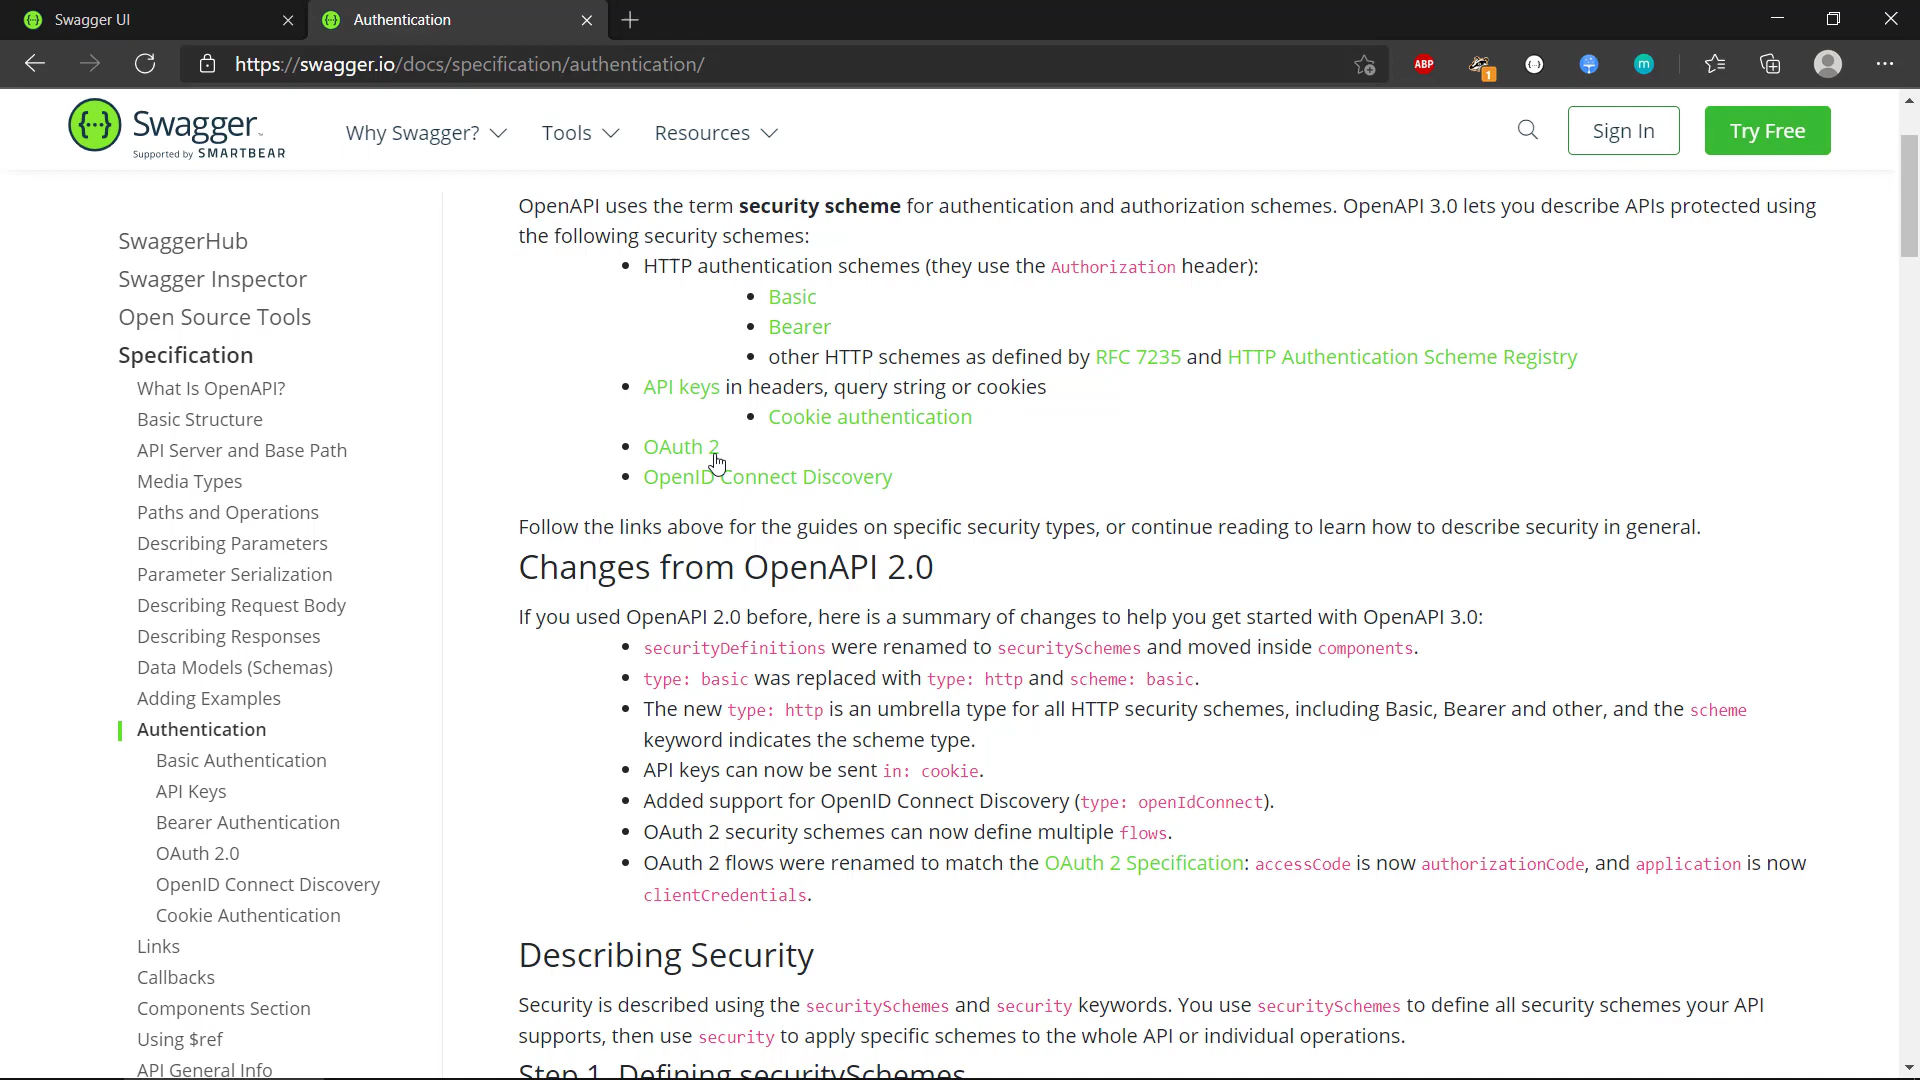 Swagger UI
Authentication
https://swagger.io/docs/specification/authentication/
ABP
1
m
Swagger
Supported by SMARTBEAR
Why Swagger?
Tools
Resources
Sign In
Try Free
SwaggerHub
Swagger Inspector
Open Source Tools
Specification
What Is OpenAPI?
Basic Structure
API Server and Base Path
Media Types
Paths and Operations
Describing Parameters
Parameter Serialization
Describing Request Body
Describing Responses
Data Models (Schemas)
Adding Examples
Authentication
Basic Authentication
API Keys
Bearer Authentication
OAuth 2.0
OpenID Connect Discovery
Cookie Authentication
Links
Callbacks
Components Section
Using $ref
API General Info
OpenAPI uses the term security scheme for authentication and authorization schemes. OpenAPI 3.0 lets you describe APIs protected using
the following security schemes:
• HTTP authentication schemes (they use the Authorization header):
• Basic
• Bearer
• other HTTP schemes as defined by RFC 7235 and HTTP Authentication Scheme Registry
• API keys in headers, query string or cookies
• Cookie authentication
• OAuth 2
• OpenID Connect Discovery
Follow the links above for the guides on specific security types, or continue reading to learn how to describe security in general.
Changes from OpenAPI 2.0
If you used OpenAPI 2.0 before, here is a summary of changes to help you get started with OpenAPI 3.0:
• securityDefinitions were renamed to securitySchemes and moved inside components.
• type: basic was replaced with type: http and scheme: basic.
• The new type: http is an umbrella type for all HTTP security schemes, including Basic, Bearer and other, and the scheme
keyword indicates the scheme type.
• API keys can now be sent in: cookie.
• Added support for OpenID Connect Discovery (type: openIdConnect).
• OAuth 2 security schemes can now define multiple flows.
• OAuth 2 flows were renamed to match the OAuth 2 Specification: accessCode is now authorizationCode, and application is now
clientCredentials.
Describing Security
Security is described using the securitySchemes and security keywords. You use securitySchemes to define all security schemes your API
supports, then use security to apply specific schemes to the whole API or individual operations.
Step 1. Defining securitySchemes